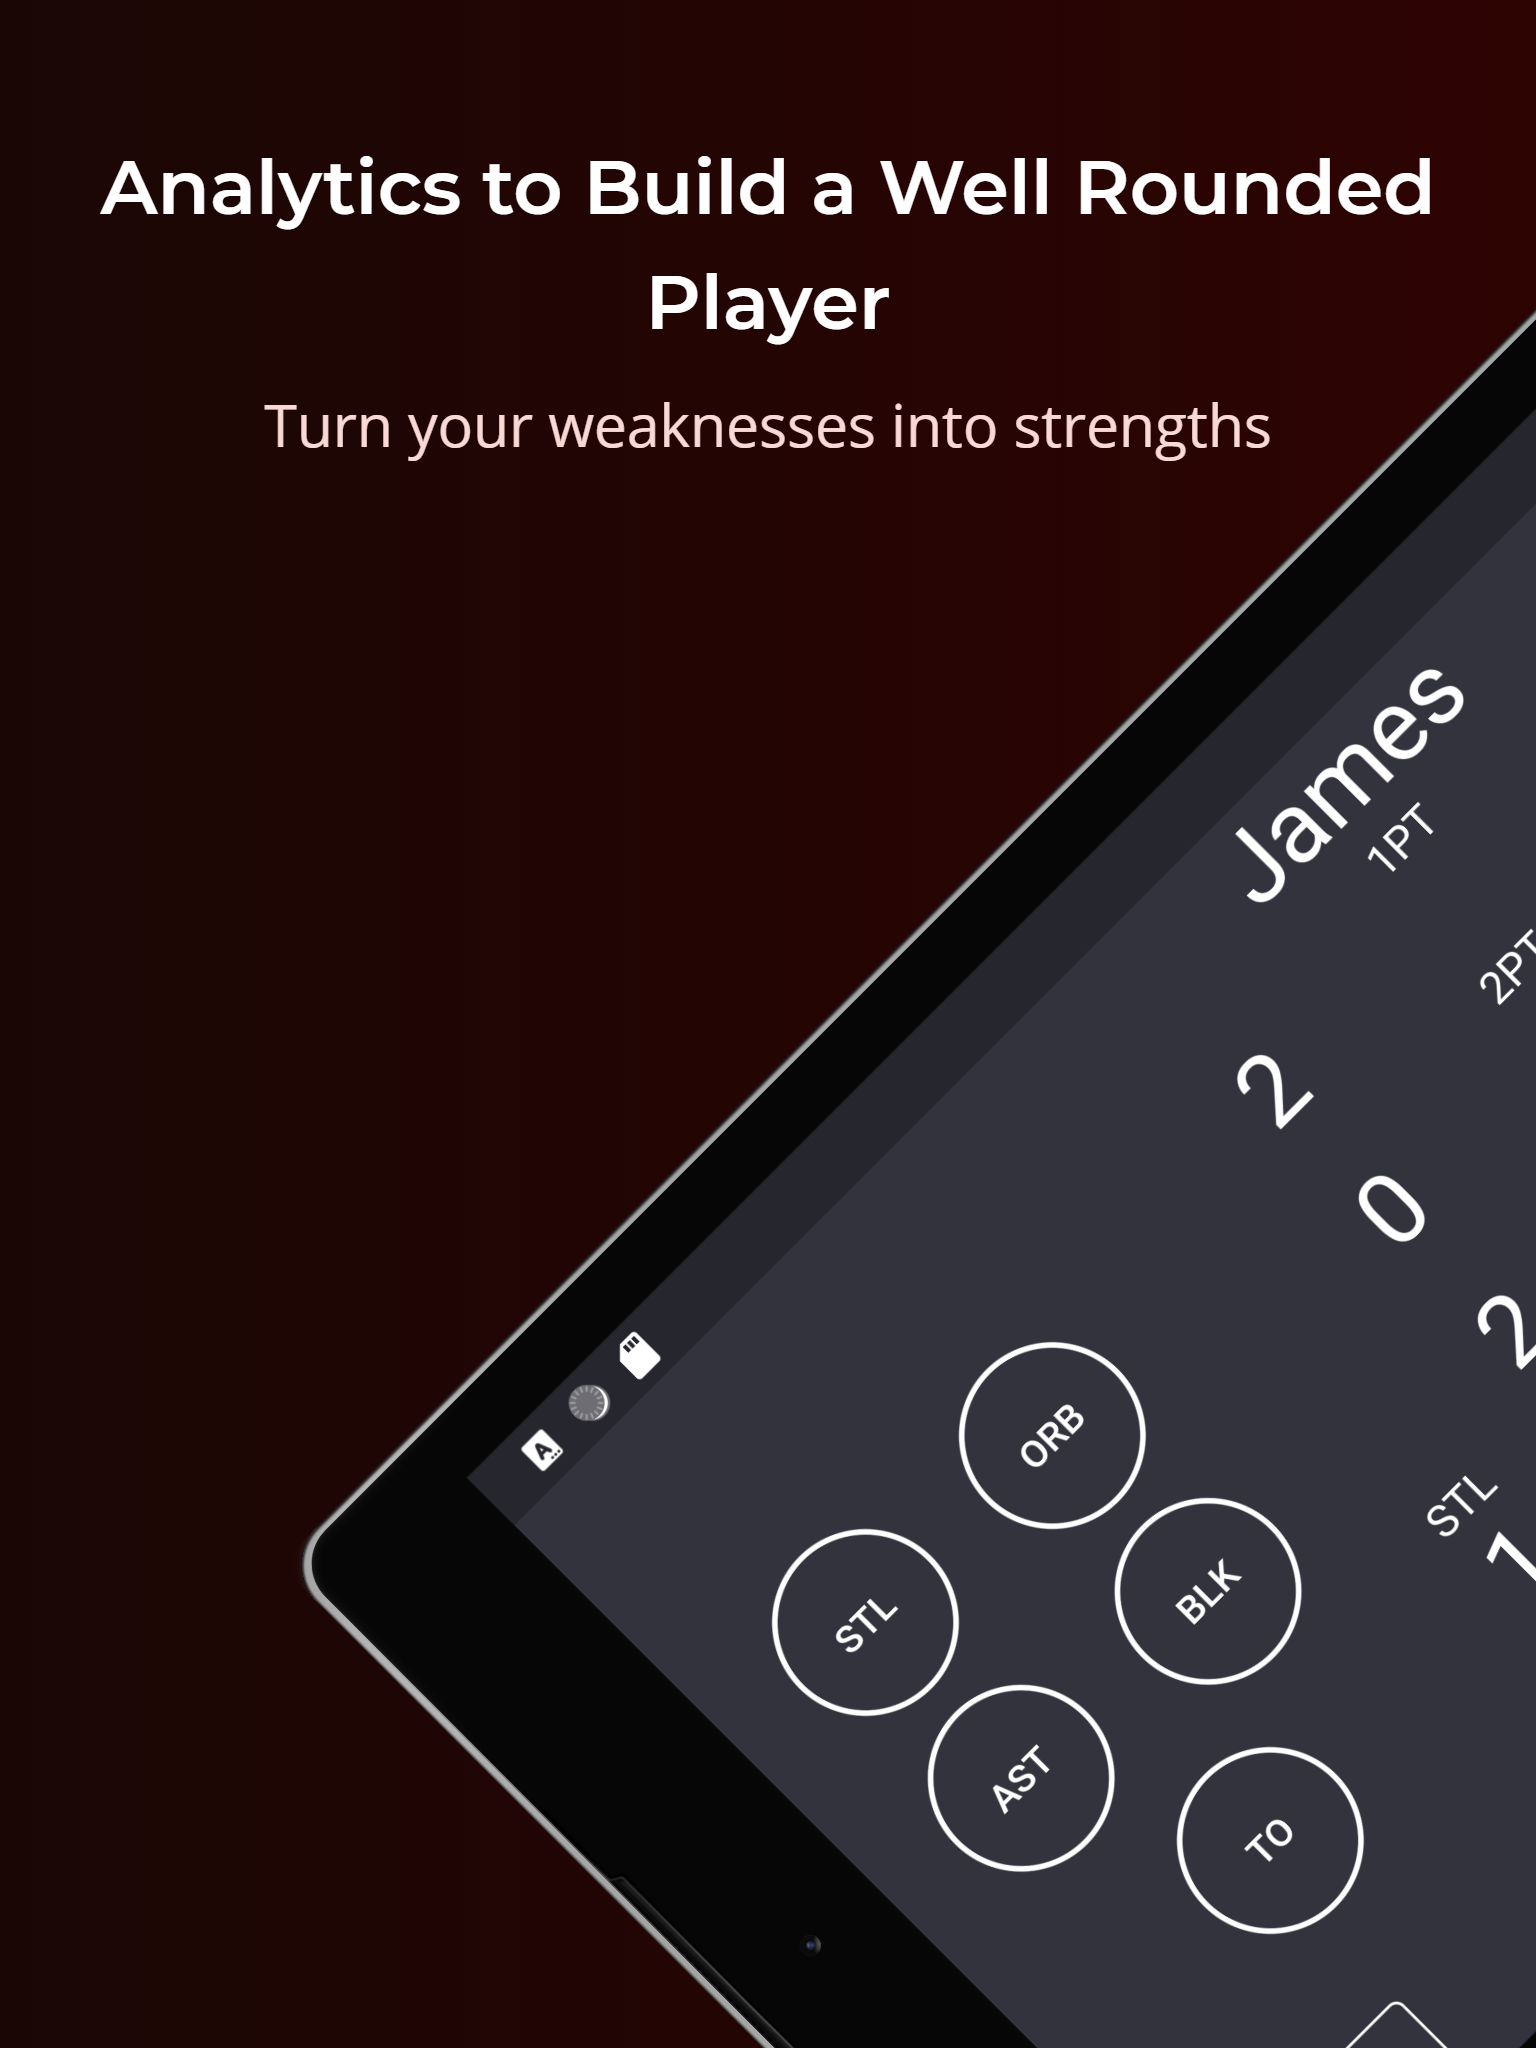 Analytics to Build a Well Rounded
Player
Turn your weaknesses into strengths
James
1PT
2PT
2
0
2
ORB
STL
BLK
AST
TO
STL
1
A